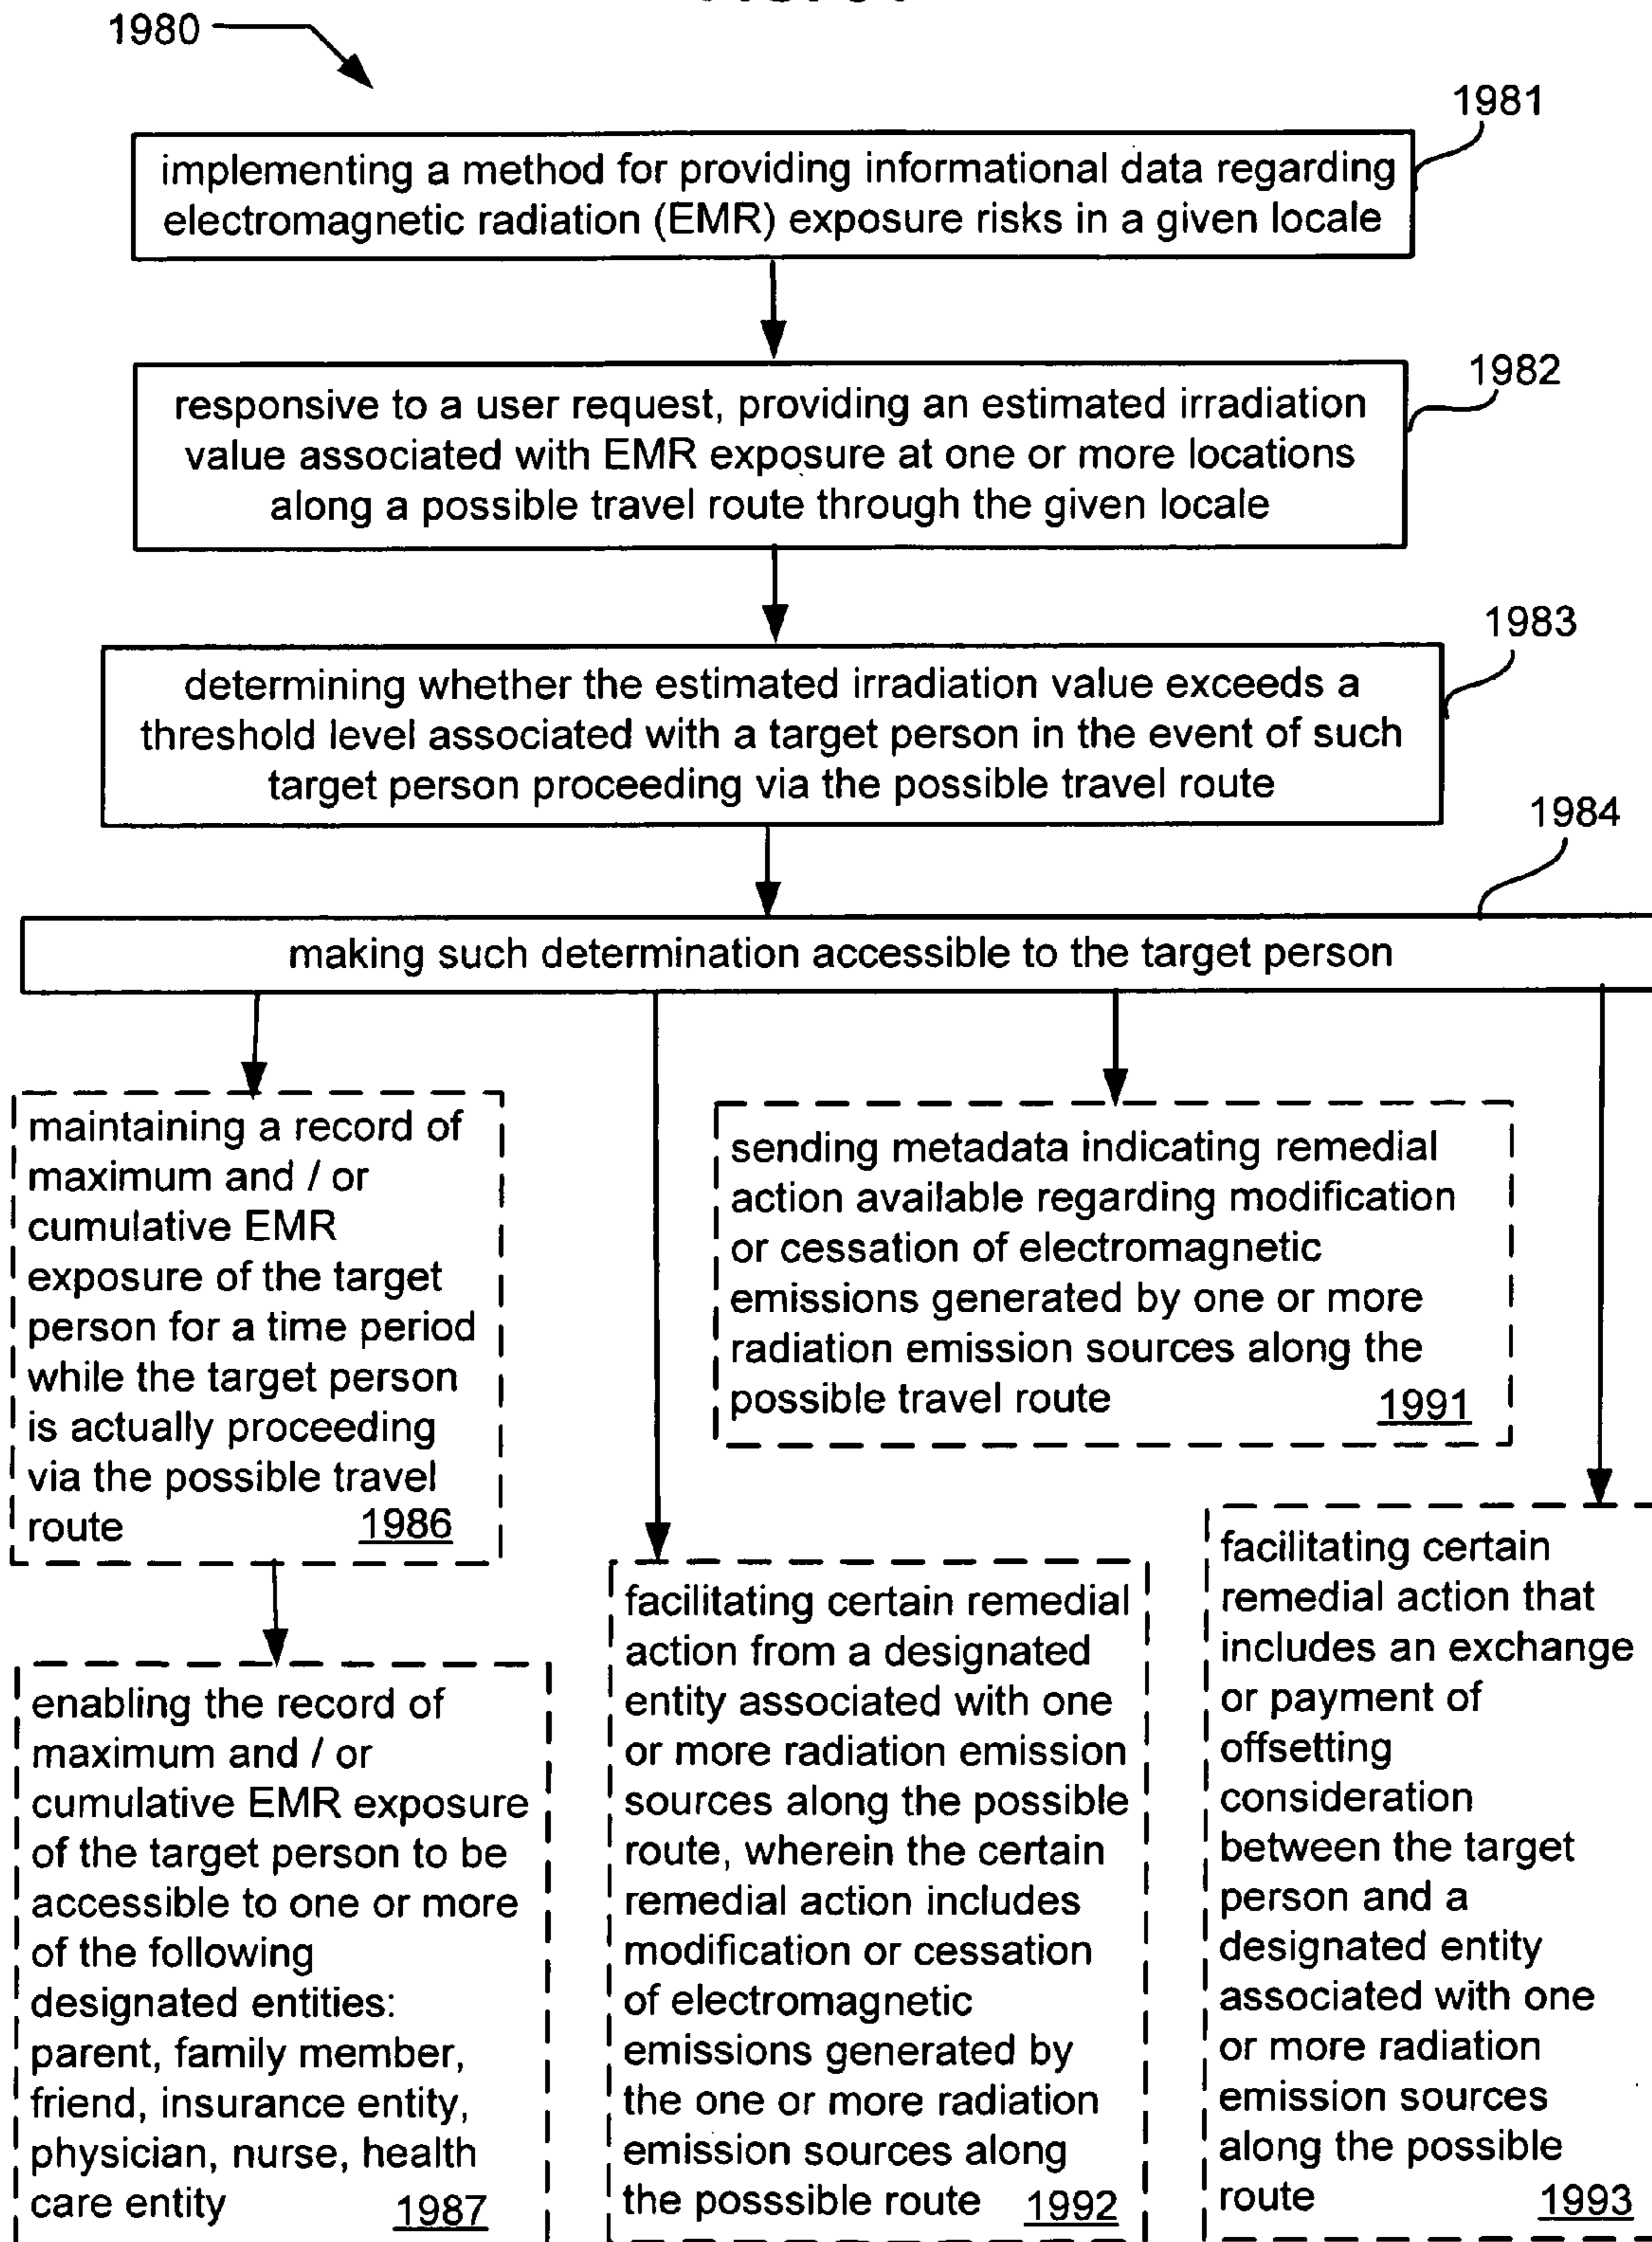 1980
1981
implementing a method for providing informational data regarding
electromagnetic radiation (EMR) exposure risks in a given locale
1982
responsive to a user request, providing an estimated irradiation
value associated with EMR exposure at one or more locations
along a possible travel route through the given locale
1983
determining whether the estimated irradiation value exceeds a
threshold level associated with a target person in the event of such
target person proceeding via the possible travel route
1984
making such determination accessible to the target person
maintaining a record of
maximum and / or
cumulative EMR
exposure of the target
person for a time period
while the target person
is actually proceeding
via the possible travel
route 1986
sending metadata indicating remedial
action available regarding modification
or cessation of electromagnetic
emissions generated by one or more
radiation emission sources along the
possible travel route 1991
enabling the record of
maximum and / or
cumulative EMR exposure
of the target person to be
accessible to one or more
of the following
designated entities:
parent, family member,
friend, insurance entity,
physician, nurse, health
care entity 1987
facilitating certain remedial
action from a designated
entity associated with one
or more radiation emission
sources along the possible
route, wherein the certain
remedial action includes
modification or cessation
of electromagnetic
emissions generated by
the one or more radiation
emission sources along
the posssible route 1992
facilitating certain
remedial action that
includes an exchange
or payment of
offsetting
consideration
between the target
person and a
designated entity
associated with one
or more radiation
emission sources
along the possible
route 1993